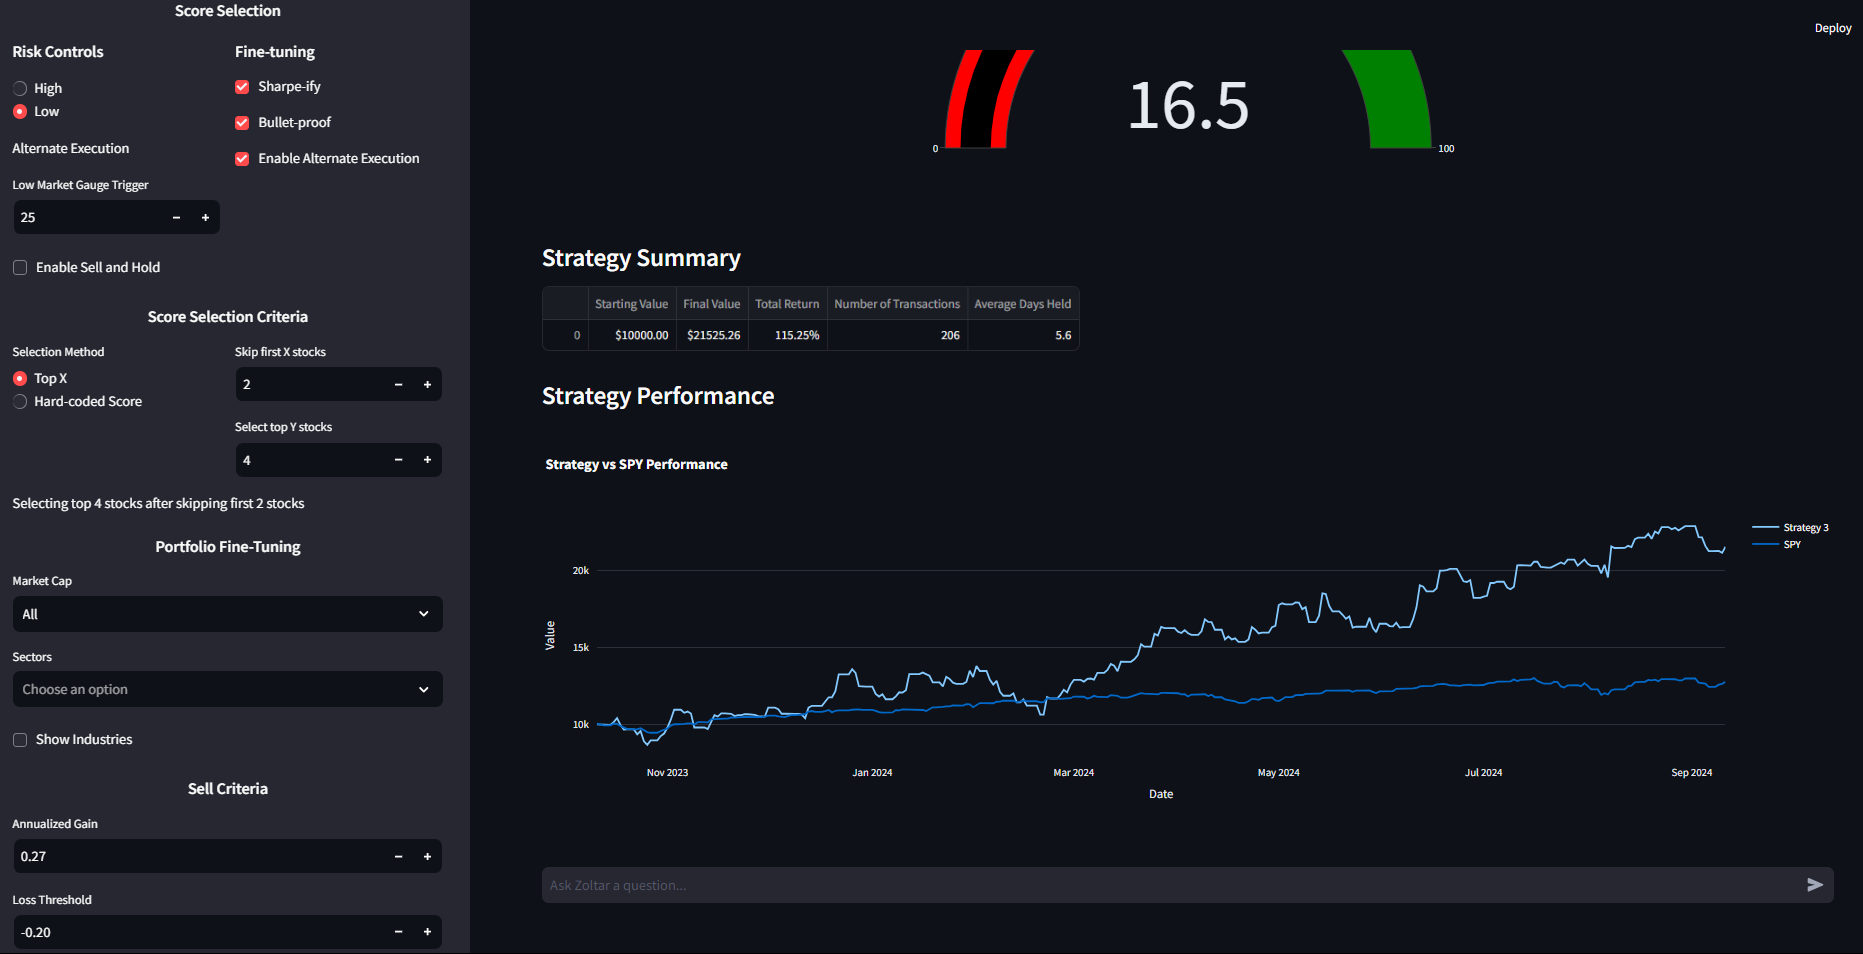 Score Selection
Risk Controls
High
Low
Fine-tuning
Sharpe-ify
Bullet-proof
Enable Alternate Execution
Alternate Execution
Low Market Gauge Trigger
25
Enable Sell and Hold
Score Selection Criteria
Selection Method
Top X
Hard-coded Score
Skip first X stocks
2
Select top Y stocks
4
Selecting top 4 stocks after skipping first 2 stocks
Portfolio Fine-Tuning
Market Cap
All
Sectors
Choose an option
Show Industries
Sell Criteria
Annualized Gain
0.27
Loss Threshold
-0.20
Deploy
16.5
0
100
Strategy Summary
Starting Value Final Value Total Return Number of Transactions Average Days Held
0 $10000.00 $21525.26 115.25% 206 5.6
Strategy Performance
Strategy vs SPY Performance
Strategy 3
SPY
20k
15k
10k
Value
Nov 2023 Jan 2024 Mar 2024 May 2024 Jul 2024 Sep 2024
Date
Ask Zoltar a question...